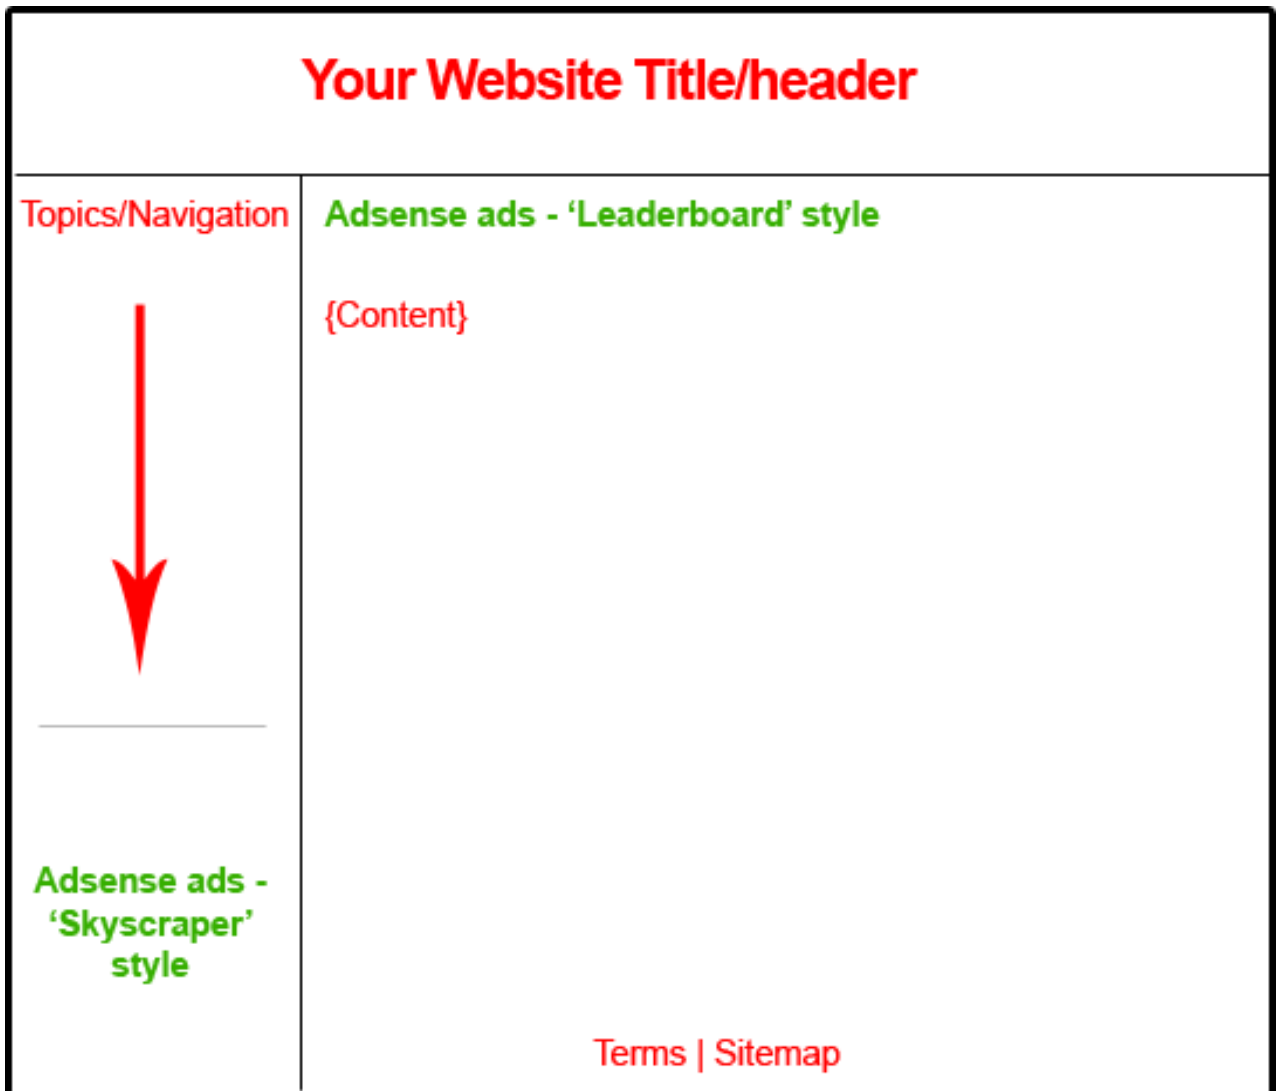 Your Website Title/header
Topics/Navigation
Adsense ads - ‘Leaderboard’ style
{Content}
Adsense ads -
‘Skyscraper’
style
Terms | Sitemap